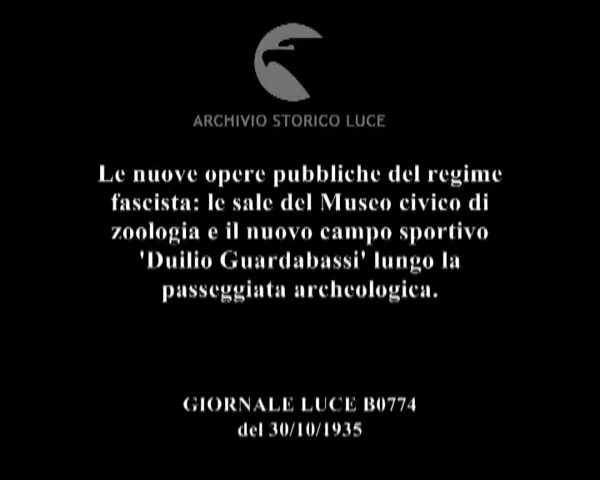 ARCHIVIO STORICO LUCE
Le nuove opere pubbliche del regime
fascista: le sale del Museo civico di
zoologia e il nuovo campo sportivo
'Duilio Guardabassi' lungo la
passeggiata archeologica.
GIORNALE LUCE B0774
del 30/10/1935